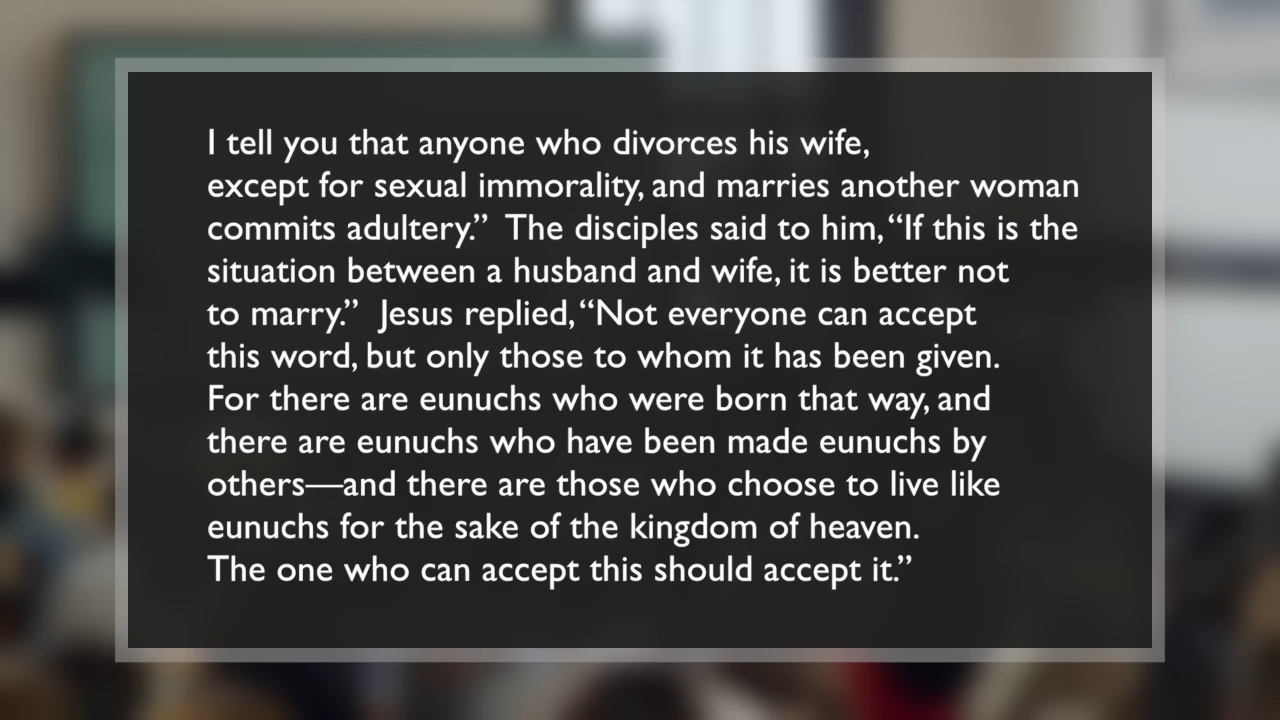 I tell you that anyone who divorces his wife,
except for sexual immorality, and marries another woman
commits adultery.”  The disciples said to him, “If this is the
situation between a husband and wife, it is better not
to marry.”  Jesus replied, “Not everyone can accept
this word, but only those to whom it has been given.
For there are eunuchs who were born that way, and
there are eunuchs who have been made eunuchs by
others—and there are those who choose to live like
eunuchs for the sake of the kingdom of heaven.
The one who can accept this should accept it.”